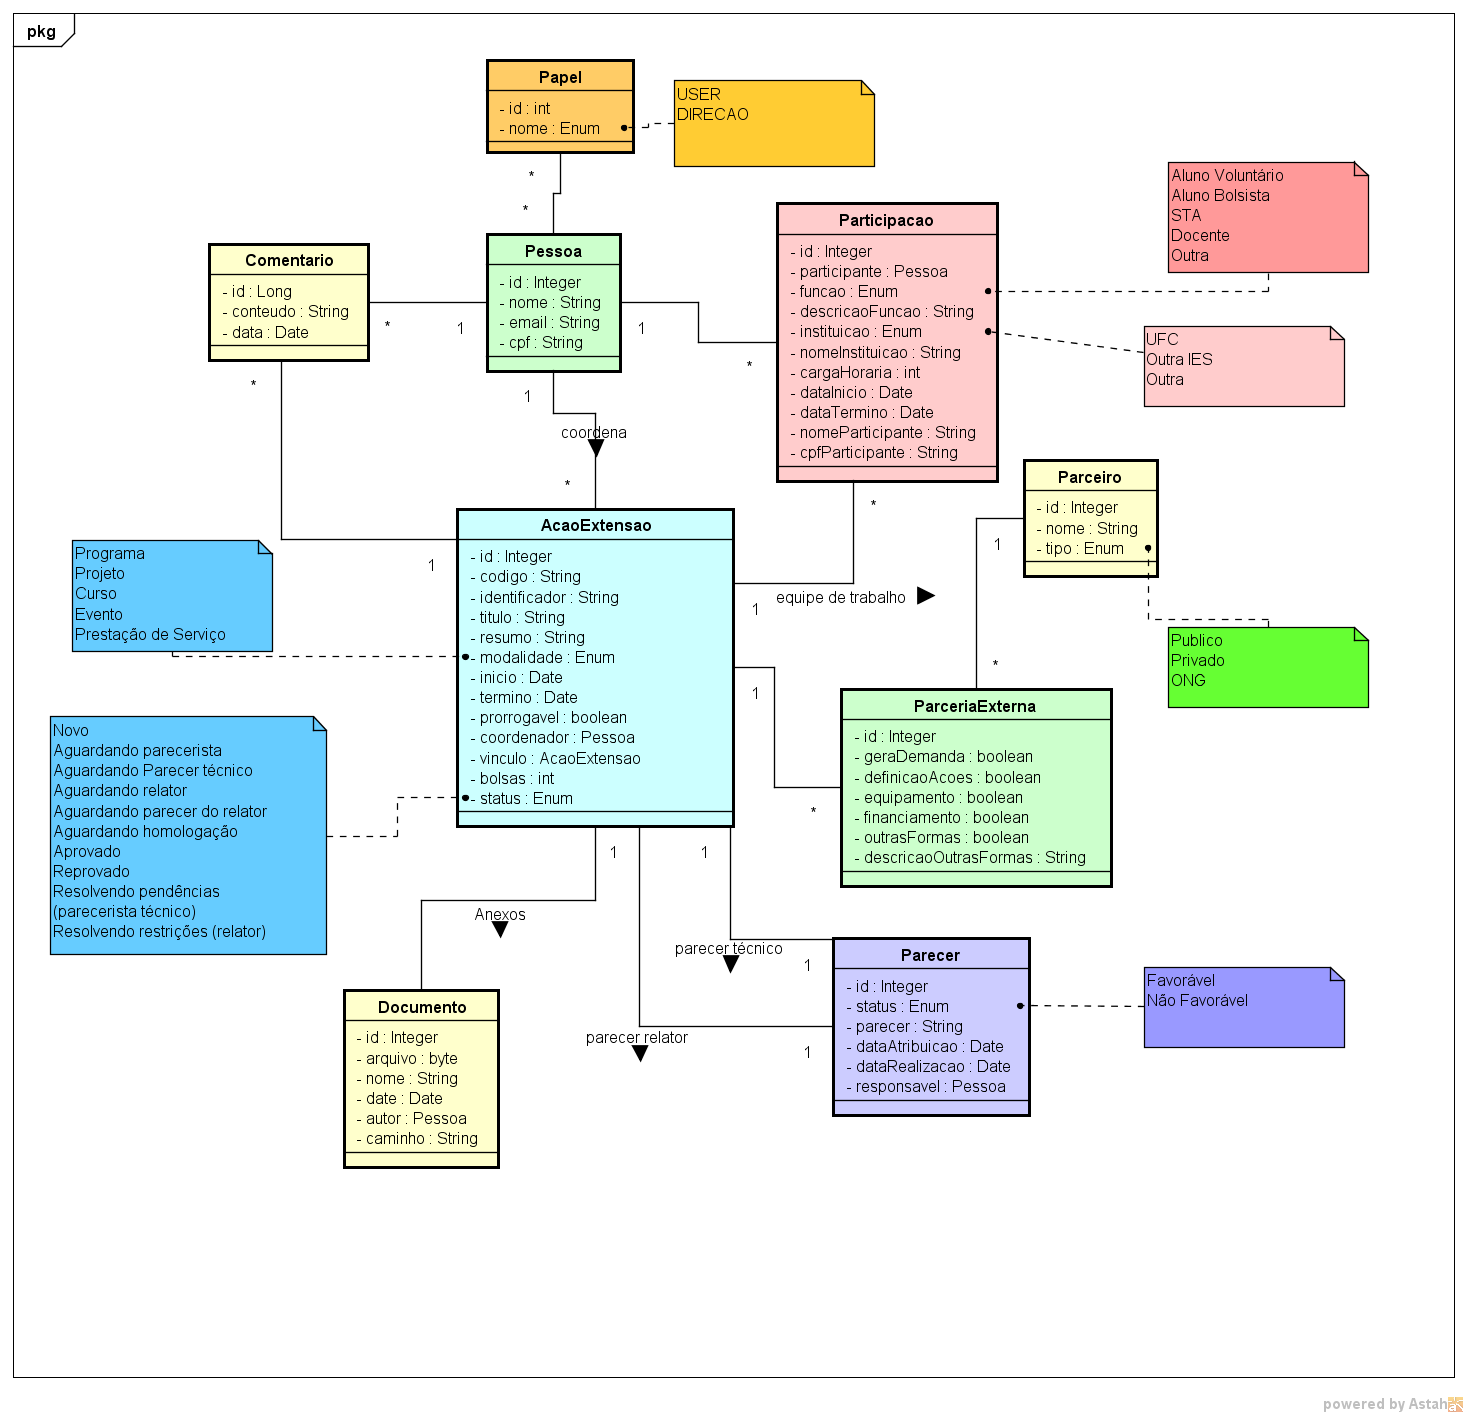 pkg
Papel
- id : int
- nome : Enum
USER
DIRECAO
*
*
Aluno Voluntário
Aluno Bolsista
STA
Docente
Outra
Participacao
- id : Integer
- participante : Pessoa
- funcao : Enum
- descricaoFuncao : String
- instituicao : Enum
- nomeInstituicao : String
- cargaHoraria : int
- dataInicio : Date
- dataTermino : Date
- nomeParticipante : String
- cpfParticipante : String
Comentario
- id : Long
- conteudo : String
- data : Date
Pessoa
- id : Integer
- nome : String
- email : String
- cpf : String
*
1
1
*
UFC
Outra IES
Outra
*
1
coordena
*
*
Parceiro
- id : Integer
- nome : String
- tipo : Enum
AcaoExtensao
- id : Integer
- codigo : String
- identificador : String
- titulo : String
- resumo : String
- modalidade : Enum
- inicio : Date
- termino : Date
- prorrogavel : boolean
- coordenador : Pessoa
- vinculo : AcaoExtensao
- bolsas : int
- status : Enum
1
1
equipe de trabalho
1
*
Programa
Projeto
Curso
Evento
Prestação de Serviço
Publico
Privado
ONG
1
*
ParceriaExterna
- id : Integer
- geraDemanda : boolean
- definicaoAcoes : boolean
- equipamento : boolean
- financiamento : boolean
- outrasFormas : boolean
- descricaoOutrasFormas : String
Novo
Aguardando parecerista
Aguardando Parecer técnico
Aguardando relator
Aguardando parecer do relator
Aguardando homologação
Aprovado
Reprovado
Resolvendo pendências
(parecerista técnico)
Resolvendo restrições (relator)
1
1
Anexos
parecer técnico
1
parecer relator
1
Parecer
- id : Integer
- status : Enum
- parecer : String
- dataAtribuicao : Date
- dataRealizacao : Date
- responsavel : Pessoa
Favorável
Não Favorável
Documento
- id : Integer
- arquivo : byte
- nome : String
- date : Date
- autor : Pessoa
- caminho : String
powered by Astah